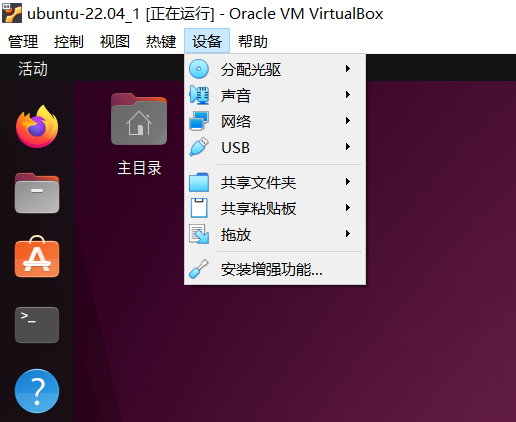 ubuntu-22.04_1 [正在运行] - Oracle VM VirtualBox
管理 控制 视图 热键 设备 帮助
活动
主目录
分配光驱
声音
网络
USB
共享文件夹
共享粘贴板
拖放
安装增强功能...
>_
?